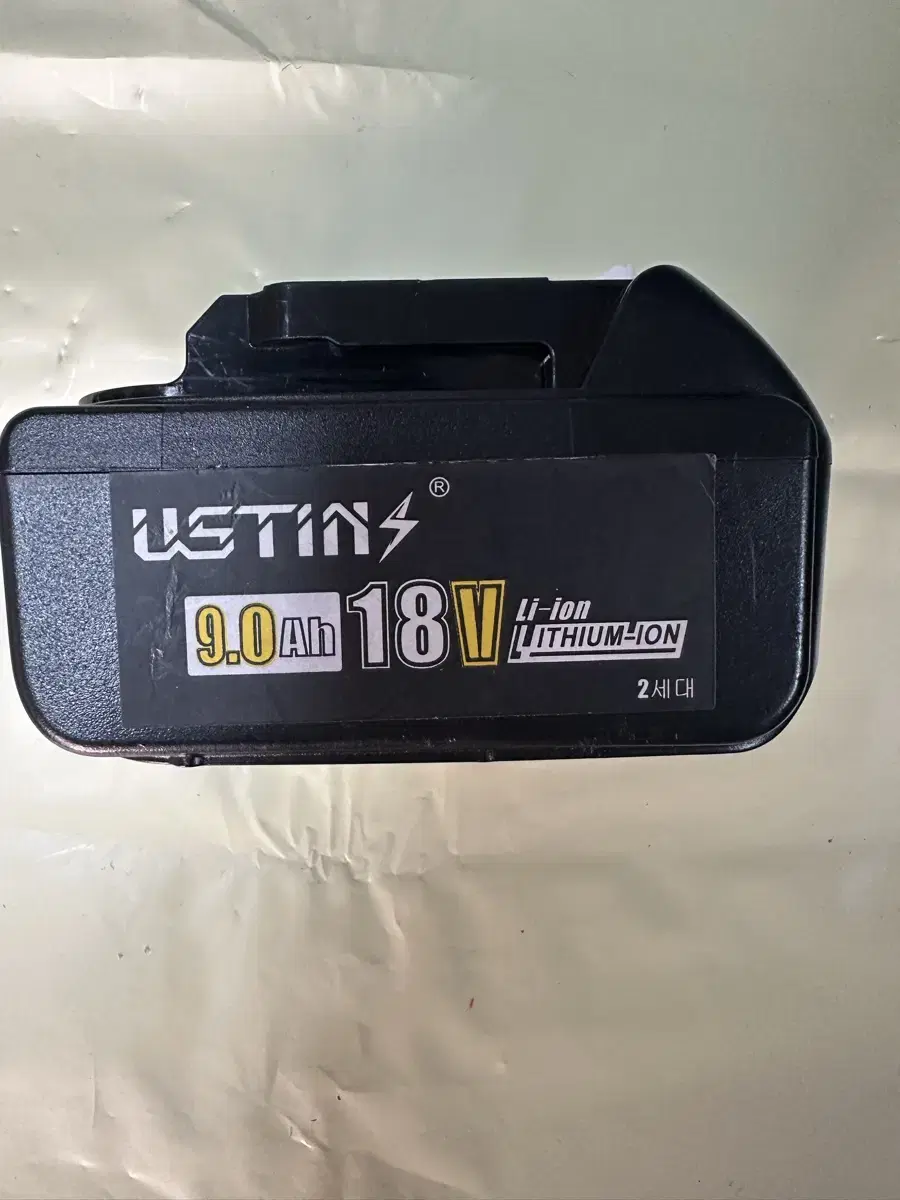 USTIN ®
9.0Ah 18V Li-ion
LITHIUM-ION
2세대